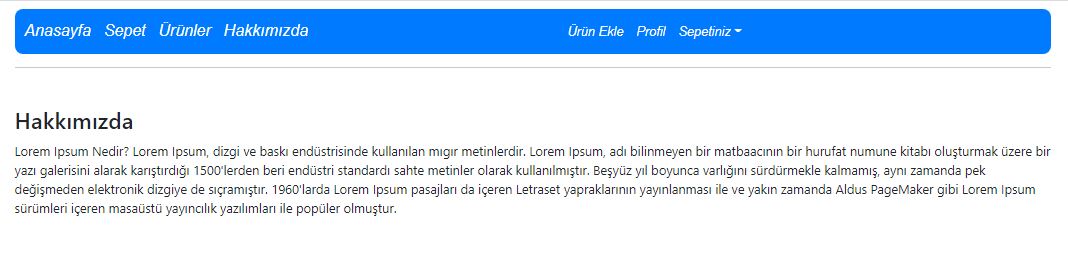 Anasayfa Sepet Ürünler Hakkımızda Ürün Ekle Profil Sepetiniz
Hakkımızda
Lorem Ipsum Nedir? Lorem Ipsum, dizgi ve baskı endüstrisinde kullanılan mıgır metinlerdir. Lorem Ipsum, adı bilinmeyen bir matbaacının bir hurufat numune kitabı oluşturmak üzere bir
yazı galerisini alarak karıştırdığı 1500'lerden beri endüstri standardı sahte metinler olarak kullanılmıştır. Beşyüz yıl boyunca varlığını sürdürmekle kalmamış, aynı zamanda pek
değişmeden elektronik dizgiye de sıçramıştır. 1960'larda Lorem Ipsum pasajları da içeren Letraset yapraklarının yayınlanması ile ve yakın zamanda Aldus PageMaker gibi Lorem Ipsum
sürümleri içeren masaüstü yayıncılık yazılımları ile popüler olmuştur.